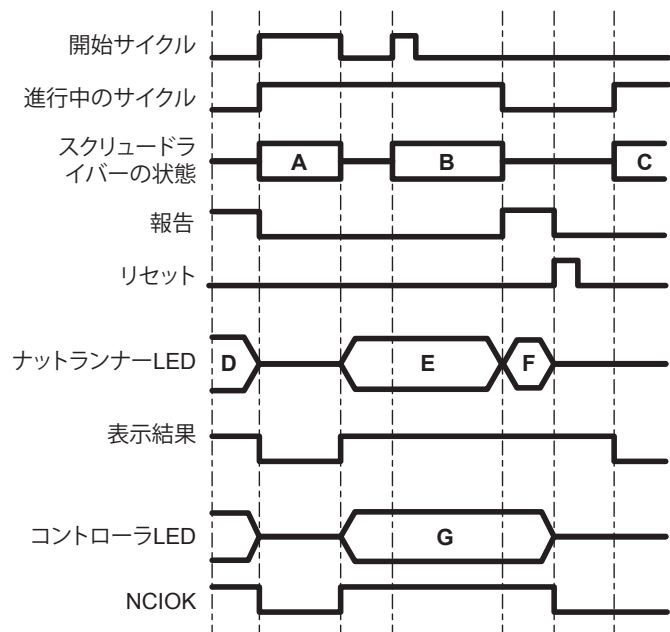 開始サイクル
進行中のサイクル
スクリュードラ
イバーの状態
A
B
C
報告
リセット
ナットランナーLED
D
E
F
表示結果
コントローラLED
G
NCIOK